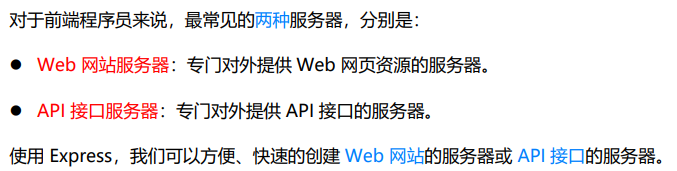 对于前端程序员来说，最常见的两种服务器，分别是：
● Web 网站服务器：专门对外提供 Web 网页资源的服务器。
● API 接口服务器：专门对外提供 API 接口的服务器。
使用 Express，我们可以方便、快速的创建 Web 网站的服务器或 API 接口的服务器。